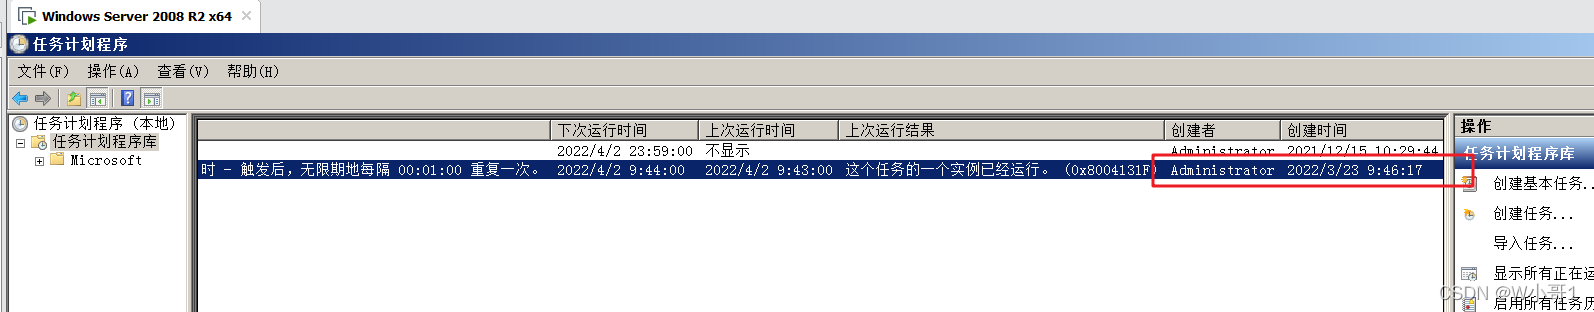 Windows Server 2008 R2 x64
任务计划程序
文件(F) 操作(A) 查看(V) 帮助(H)
任务计划程序 (本地)
任务计划程序库
Microsoft
下次运行时间 上次运行时间 上次运行结果 创建者 创建时间
2022/4/2 23:59:00 不显示 Administrator 2021/12/15 10:29:44
时 - 触发后，无限期地每隔 00:01:00 重复一次。 2022/4/2 9:44:00 2022/4/2 9:43:00 这个任务的一个实例已经运行。 (0x8004131F) Administrator 2022/3/23 9:46:17
操作
任务计划程序库
创建基本任务...
创建任务...
导入任务...
显示所有正在运
启用所有任务历
CSDN @W小哥1